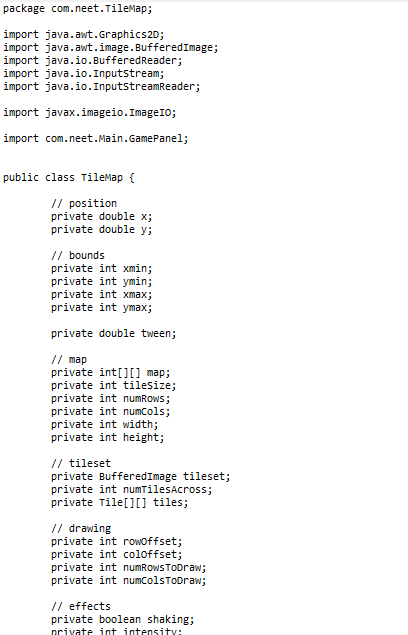 package com.neet.TileMap;
import java.awt.Graphics2D;
import java.awt.image.BufferedImage;
import java.io.BufferedReader;
import java.io.InputStream;
import java.io.InputStreamReader;
import javax.imageio.ImageIO;
import com.neet.Main.GamePanel;
public class TileMap {
// position
private double x;
private double y;
// bounds
private int xmin;
private int ymin;
private int xmax;
private int ymax;
private double tween;
// map
private int[][] map;
private int tileSize;
private int numRows;
private int numCols;
private int width;
private int height;
// tileset
private BufferedImage tileset;
private int numTilesAcross;
private Tile[][] tiles;
// drawing
private int rowOffset;
private int colOffset;
private int numRowsToDraw;
private int numColsToDraw;
// effects
private boolean shaking;
private int intensity;